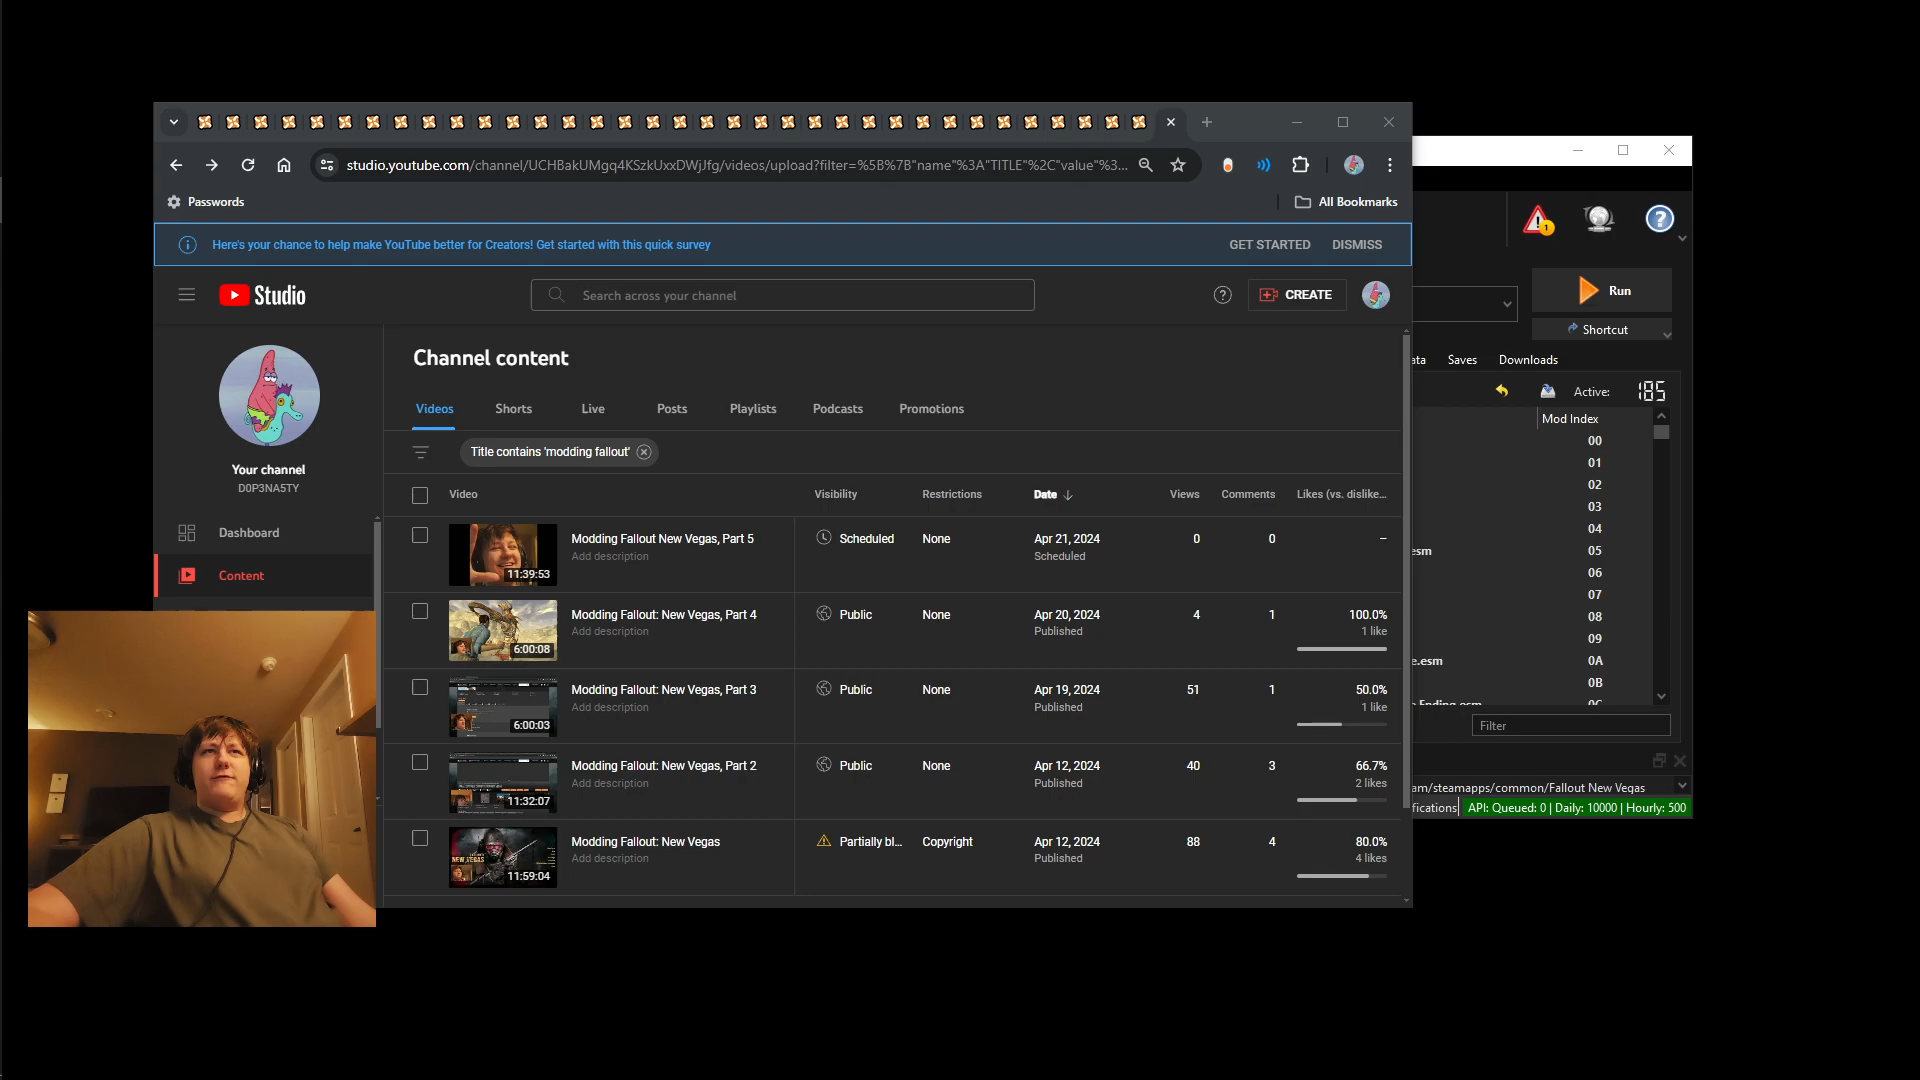 studio.youtube.com/channel/UCHBakUMgq4KSzkUxxDWjJfg/videos/upload?filter=%5B%7B"name"%3A"TITLE"%2C"value"%3...
Passwords
All Bookmarks
Here's your chance to help make YouTube better for Creators! Get started with this quick survey
GET STARTED
DISMISS
Studio
Search across your channel
CREATE
Your channel
D0P3NA5TY
Dashboard
Content
Channel content
Videos
Shorts
Live
Posts
Playlists
Podcasts
Promotions
Title contains 'modding fallout'
Video
Visibility
Restrictions
Date
Views
Comments
Likes (vs. dislike...
11:39:53
Modding Fallout New Vegas, Part 5
Add description
Scheduled
None
Apr 21, 2024
Scheduled
0
0
–
6:00:08
Modding Fallout: New Vegas, Part 4
Add description
Public
None
Apr 20, 2024
Published
4
1
100.0%
1 like
6:00:03
Modding Fallout: New Vegas, Part 3
Add description
Public
None
Apr 19, 2024
Published
51
1
50.0%
1 like
11:32:07
Modding Fallout: New Vegas, Part 2
Add description
Public
None
Apr 12, 2024
Published
40
3
66.7%
2 likes
NEW VEGAS
11:59:04
Modding Fallout: New Vegas
Add description
Partially bl...
Copyright
Apr 12, 2024
Published
88
4
80.0%
4 likes
1
Run
Shortcut
ata
Saves
Downloads
Active:
185
Mod Index
00
01
02
03
04
esm
05
06
07
08
09
e.esm
0A
0B
Ending.esm
0C
Filter
am/steamapps/common/Fallout New Vegas
fications
API: Queued: 0 | Daily: 10000 | Hourly: 500